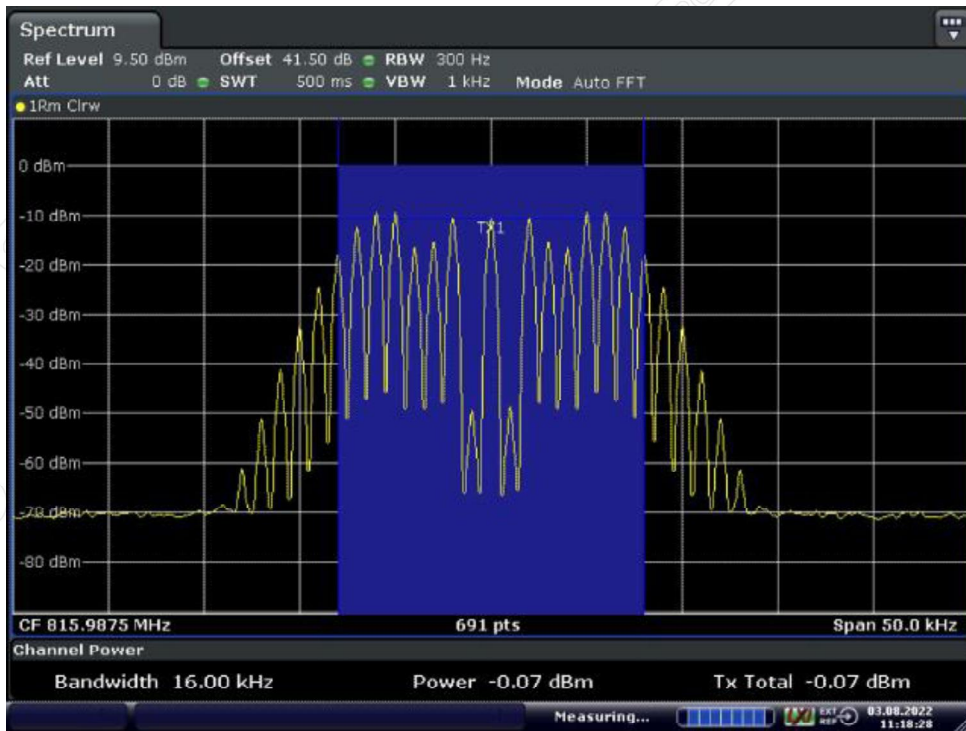 Spectrum
Ref Level 9.50 dBm Offset 41.50 dB RBW 300 Hz
Att 0 dB SWT 500 ms VBW 1 kHz Mode Auto FFT
1Rm Clrw
0 dBm
-10 dBm
TX1
-20 dBm
-30 dBm
-40 dBm
-50 dBm
-60 dBm
-70 dBm
-80 dBm
CF 815.9875 MHz 691 pts Span 50.0 kHz
Channel Power
Bandwidth 16.00 kHz Power -0.07 dBm Tx Total -0.07 dBm
Measuring... EXT REF 03.08.2022
11:18:28